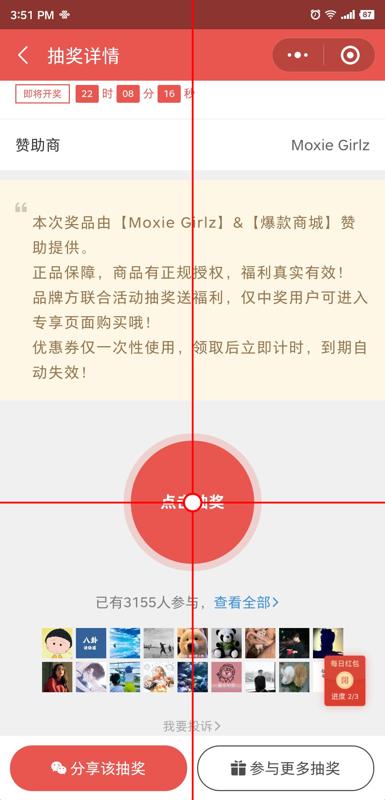 3:51 PM
87
抽奖详情
即将开奖 22 时 08 分 16 秒
赞助商 Moxie Girlz
本次奖品由【Moxie Girlz】&【爆款商城】赞
助提供。
正品保障，商品有正规授权，福利真实有效！
品牌方联合活动抽奖送福利，仅中奖用户可进入
专享页面购买哦！
优惠券仅一次性使用，领取后立即计时，到期自
动失效！
点击抽奖
已有3155人参与，查看全部>
八卦
每日红包
進度 2/3
我要投诉>
分享该抽奖
参与更多抽奖